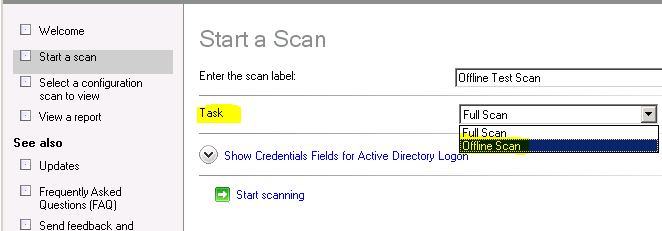 Welcome
Start a scan
Select a configuration
scan to view
View a report
See also
Updates
Frequently Asked
Questions (FAQ)
Send feedback and
Start a Scan
Enter the scan label:
Offline Test Scan
Task
Full Scan
Full Scan
Offline Scan
Show Credentials Fields for Active Directory Logon
Start scanning